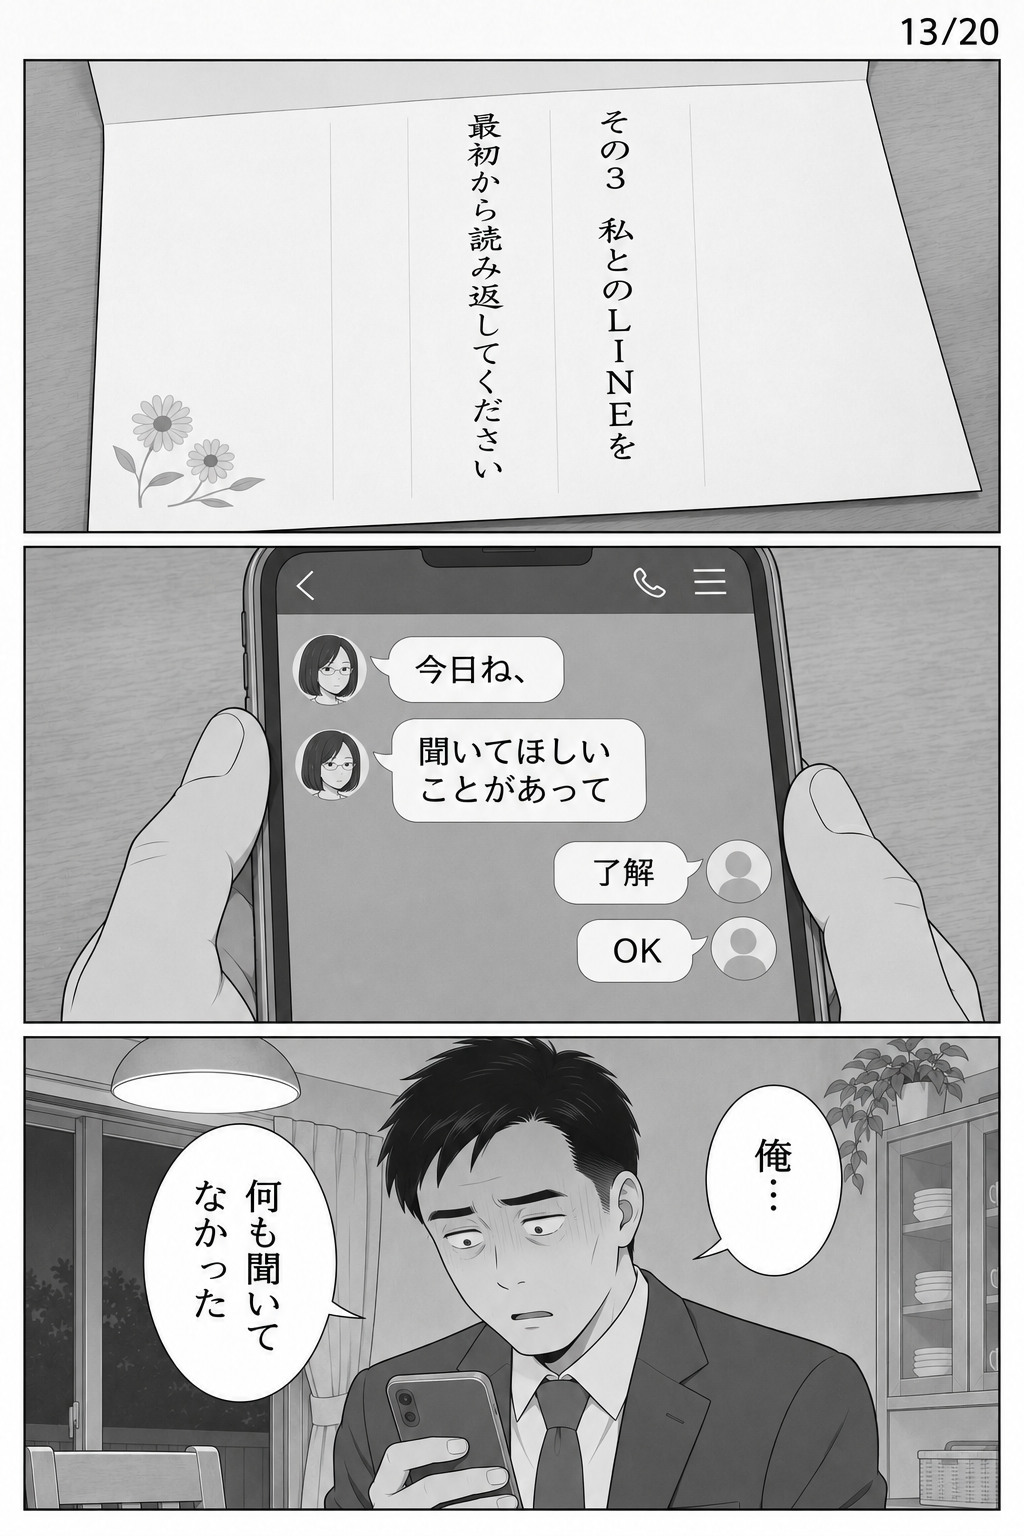 13/20
その3 私とのLINEを
最初から読み返してください
今日ね、
聞いてほしい
ことがあって
了解
OK
俺…
何も聞いて
なかった